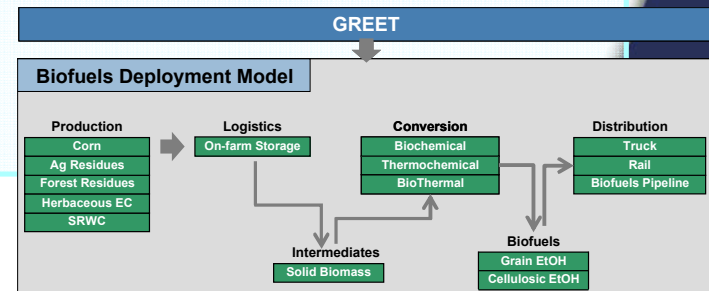 GREET
Biofuels Deployment Model
Production
Corn
Ag Residues
Forest Residues
Herbaceous EC
SRWC
Logistics
On-farm Storage
Intermediates
Solid Biomass
Conversion
Biochemical
Thermochemical
BioThermal
Biofuels
Grain EtOH
Cellulosic EtOH
Distribution
Truck
Rail
Biofuels Pipeline